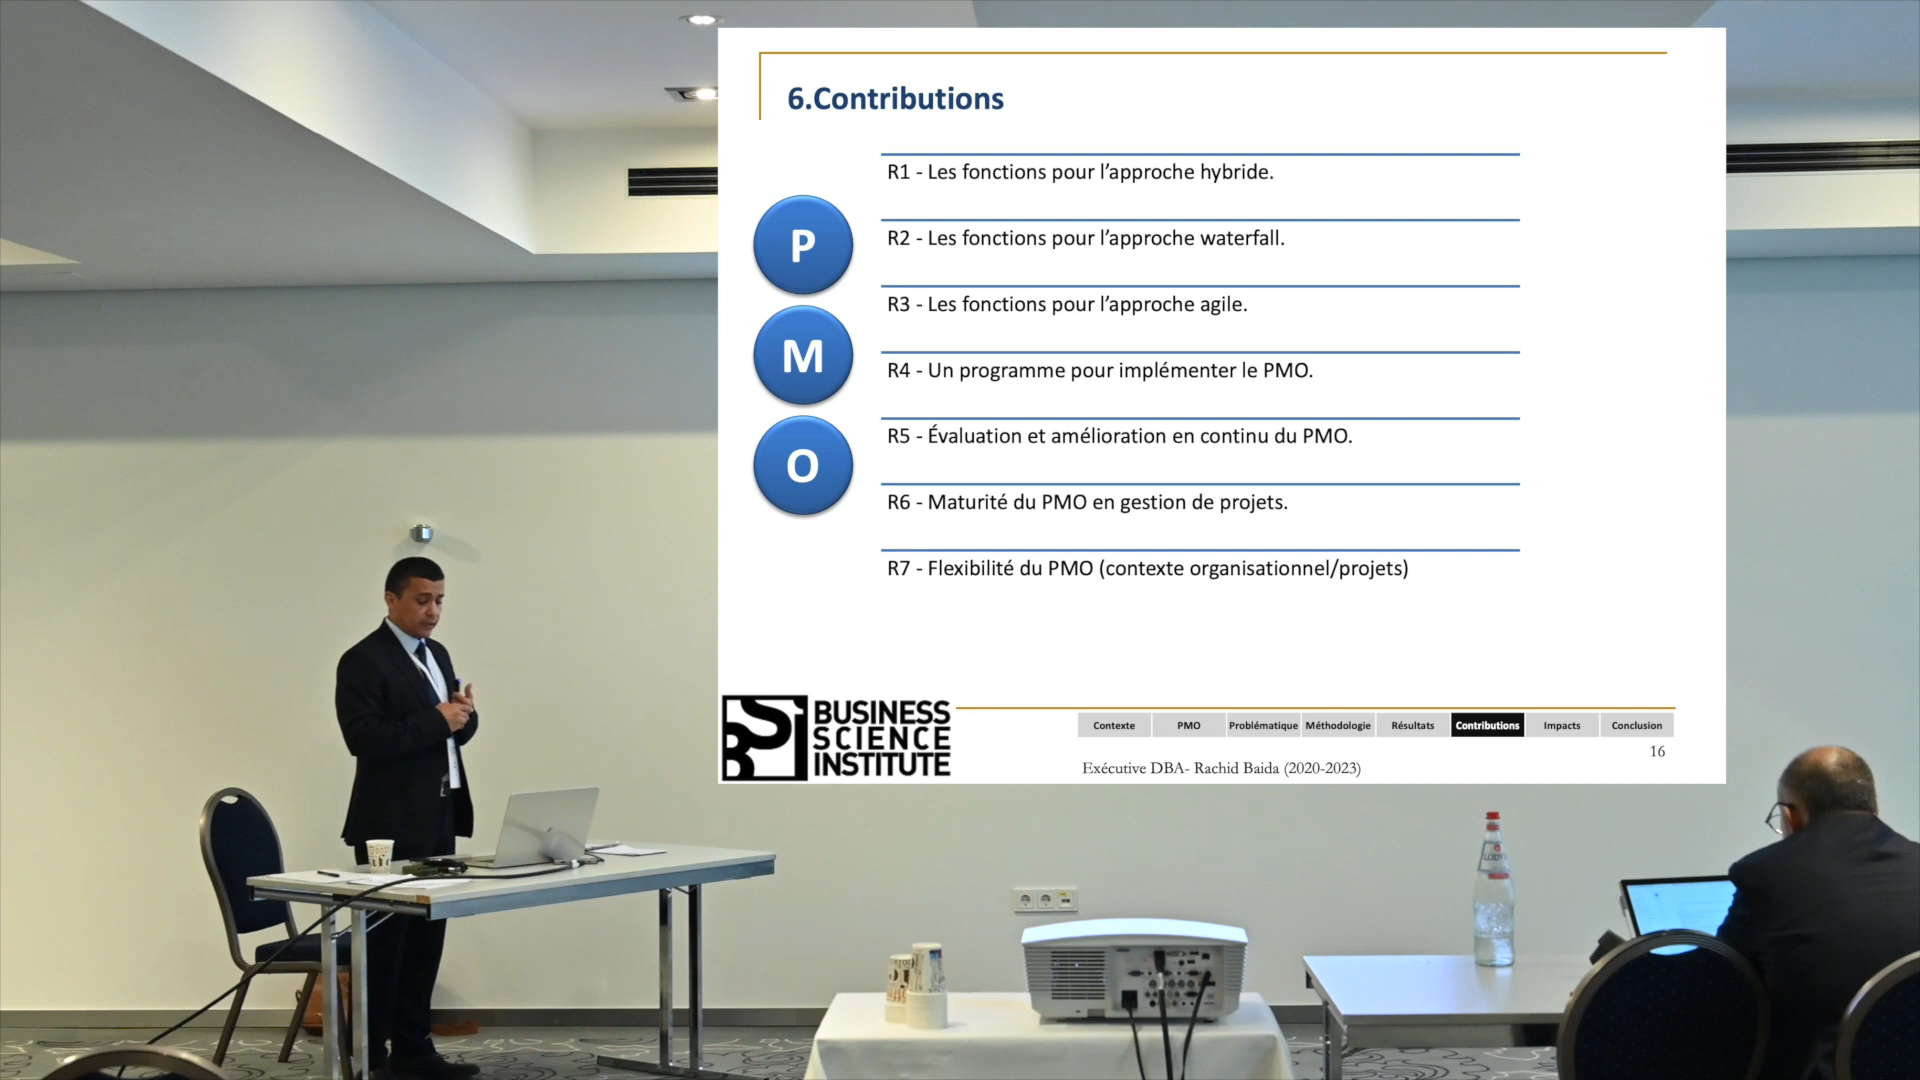 6.Contributions
P
M
O
R1 - Les fonctions pour l’approche hybride.
R2 - Les fonctions pour l’approche waterfall.
R3 - Les fonctions pour l’approche agile.
R4 - Un programme pour implémenter le PMO.
R5 - Évaluation et amélioration en continu du PMO.
R6 - Maturité du PMO en gestion de projets.
R7 - Flexibilité du PMO (contexte organisationnel/projets)
BSi
BUSINESS
SCIENCE
INSTITUTE
Contexte PMO Problématique Méthodologie Résultats Contributions Impacts Conclusion
16
Exécutive DBA- Rachid Baida (2020-2023)